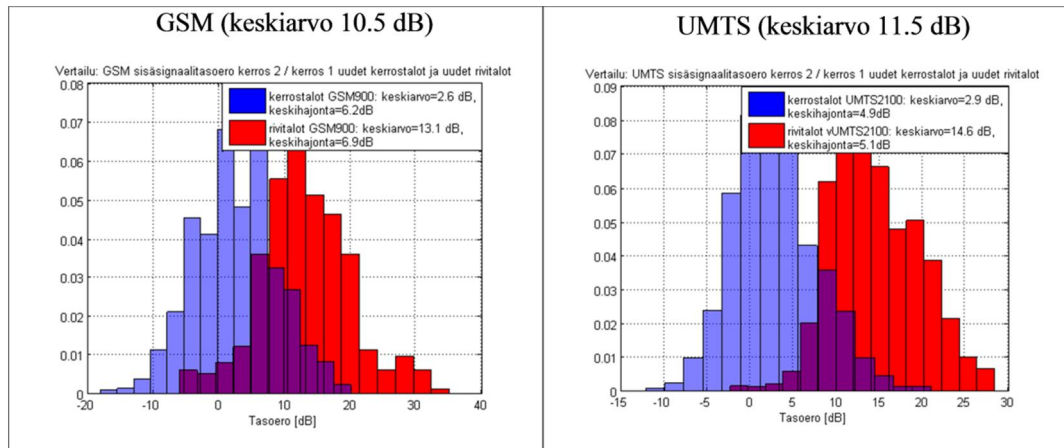 GSM (keskiarvo 10.5 dB)
Vertailu: GSM sisäsignaalitasoero kerros 2 / kerros 1 uudet kerrostalot ja uudet rivitalot
kerrostalot GSM900: keskiarvo=2.6 dB,
keskihajonta=6.2dB
rivitalot GSM900: keskiarvo=13.1 dB,
keskihajonta=6.9dB
0.08
0.07
0.06
0.05
0.04
0.03
0.02
0.01
0
-20
-10
0
10
20
30
40
Tasoero [dB]
UMTS (keskiarvo 11.5 dB)
Vertailu: UMTS sisäsignaalitasoero kerros 2 / kerros 1 uudet kerrostalot ja uudet rivitalot
kerrostalot UMTS2100: keskiarvo=2.9 dB,
keskihajonta=4.9dB
rivitalot vUMTS2100: keskiarvo=14.6 dB,
keskihajonta=5.1dB
0.09
0.08
0.07
0.06
0.05
0.04
0.03
0.02
0.01
0
-15
-10
-5
0
5
10
15
20
25
30
Tasoero [dB]